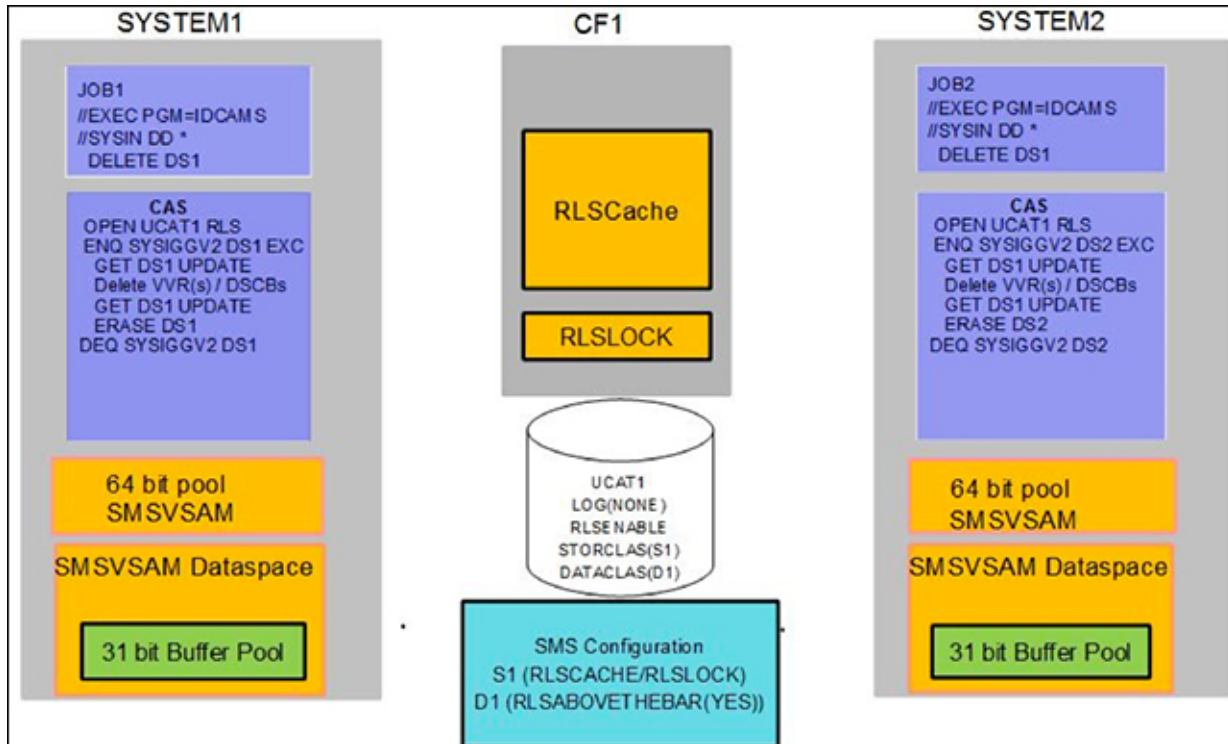 SYSTEM1
JOB1
//EXEC PGM=IDCAMS
//SYSIN DD *
DELETE DS1
CAS
OPEN UCAT1 RLS
ENQ SYSIGGV2 DS1 EXC
GET DS1 UPDATE
Delete VVR(s) / DSCBs
GET DS1 UPDATE
ERASE DS1
DEQ SYSIGGV2 DS1
64 bit pool
SMSVSAM
SMSVSAM Dataspace
31 bit Buffer Pool
CF1
RLSCache
RLSLOCK
UCAT1
LOG(NONE)
RLSENABLE
STORCLAS(S1)
DATACLAS(D1)
SMS Configuration
S1 (RLSCACHE/RLSLOCK)
D1 (RLSABOVETHEBAR(YES))
SYSTEM2
JOB2
//EXEC PGM=IDCAMS
//SYSIN DD *
DELETE DS1
CAS
OPEN UCAT1 RLS
ENQ SYSIGGV2 DS2 EXC
GET DS1 UPDATE
Delete VVR(s) / DSCBs
GET DS1 UPDATE
ERASE DS2
DEQ SYSIGGV2 DS2
64 bit pool
SMSVSAM
SMSVSAM Dataspace
31 bit Buffer Pool